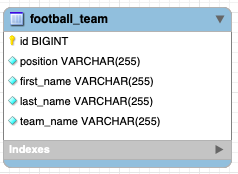 football_team
id BIGINT
position VARCHAR(255)
first_name VARCHAR(255)
last_name VARCHAR(255)
team_name VARCHAR(255)
Indexes